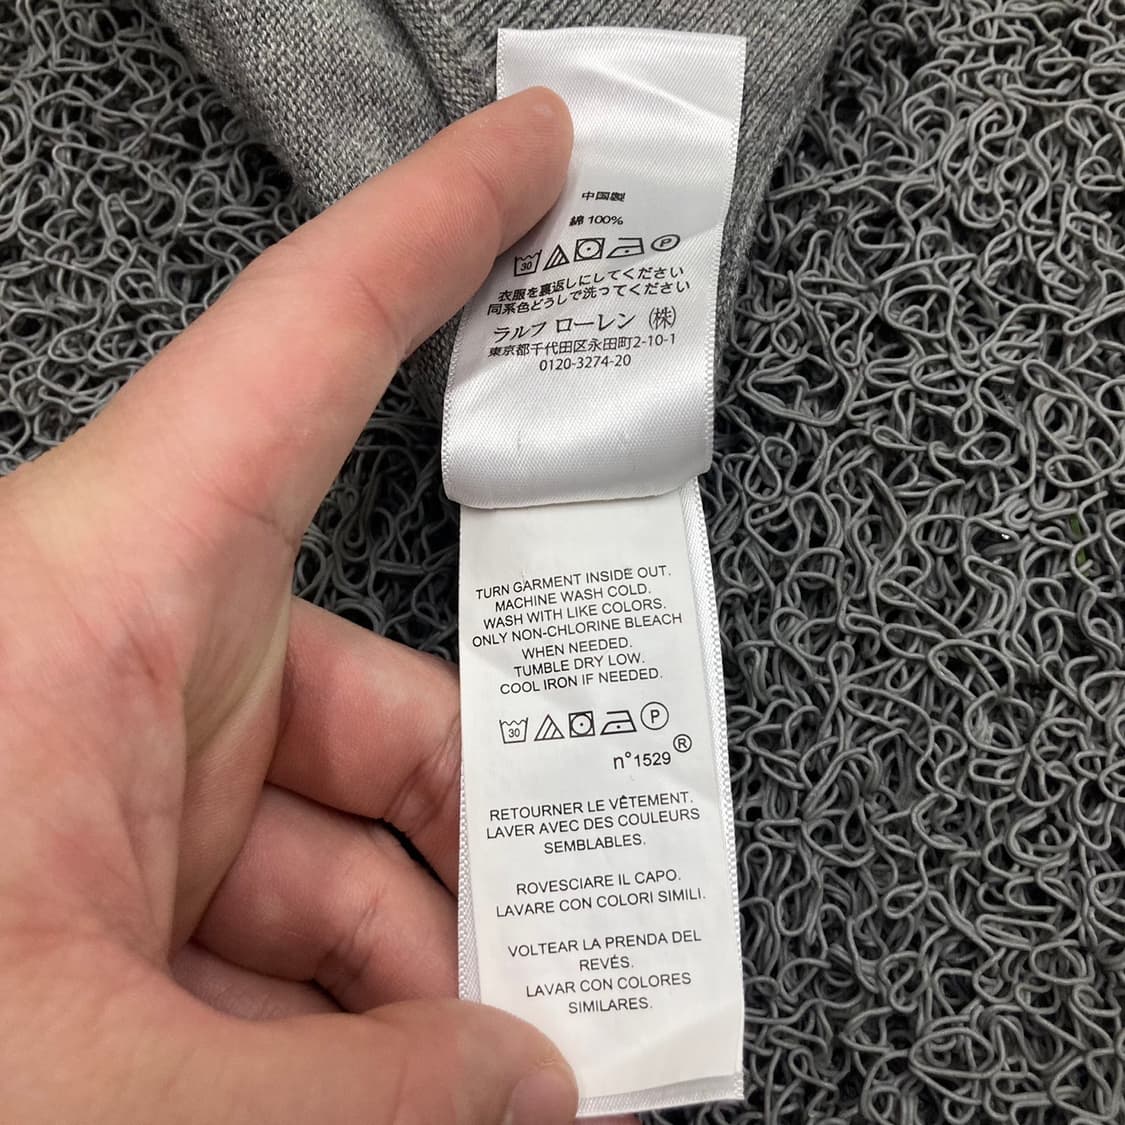 中国製
綿 100%
30 P
衣服を裏返しにしてください
同系色どうしで洗ってください
ラルフ ローレン ㈱
東京都千代田区永田町2-10-1
0120-3274-20
TURN GARMENT INSIDE OUT.
MACHINE WASH COLD.
WASH WITH LIKE COLORS.
ONLY NON-CHLORINE BLEACH
WHEN NEEDED.
TUMBLE DRY LOW.
COOL IRON IF NEEDED.
30 P
n°1529 ®
RETOURNER LE VÊTEMENT.
LAVER AVEC DES COULEURS
SEMBLABLES.
ROVESCIARE IL CAPO.
LAVARE CON COLORI SIMILI.
VOLTEAR LA PRENDA DEL
REVÉS.
LAVAR CON COLORES
SIMILARES.